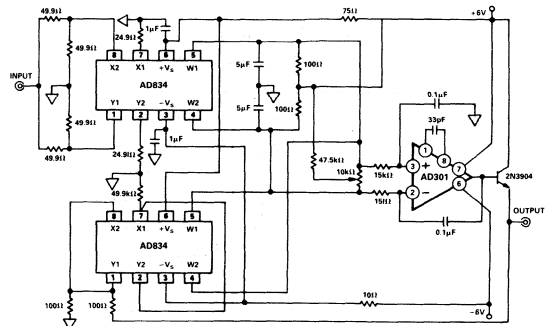 49.9Ω
49.9Ω
24.9Ω
1μF
75Ω
+6V
8 7 6 5
X2 X1 +VS W1
AD834
Y1 Y2 −VS W2
1 2 3 4
INPUT
49.9Ω
49.9Ω
49.9Ω
5μF
5μF
100Ω
100Ω
0.1μF
33pF
1μF
24.9Ω
47.5kΩ
10kΩ
15kΩ
15Ω
3
+
2
−
1
8
7
6
AD301
2N3904
0.1μF
OUTPUT
49.9kΩ
8 7 6 5
X2 X1 +VS W1
AD834
Y1 Y2 −VS W2
1 2 3 4
100Ω
100Ω
10Ω
−6V